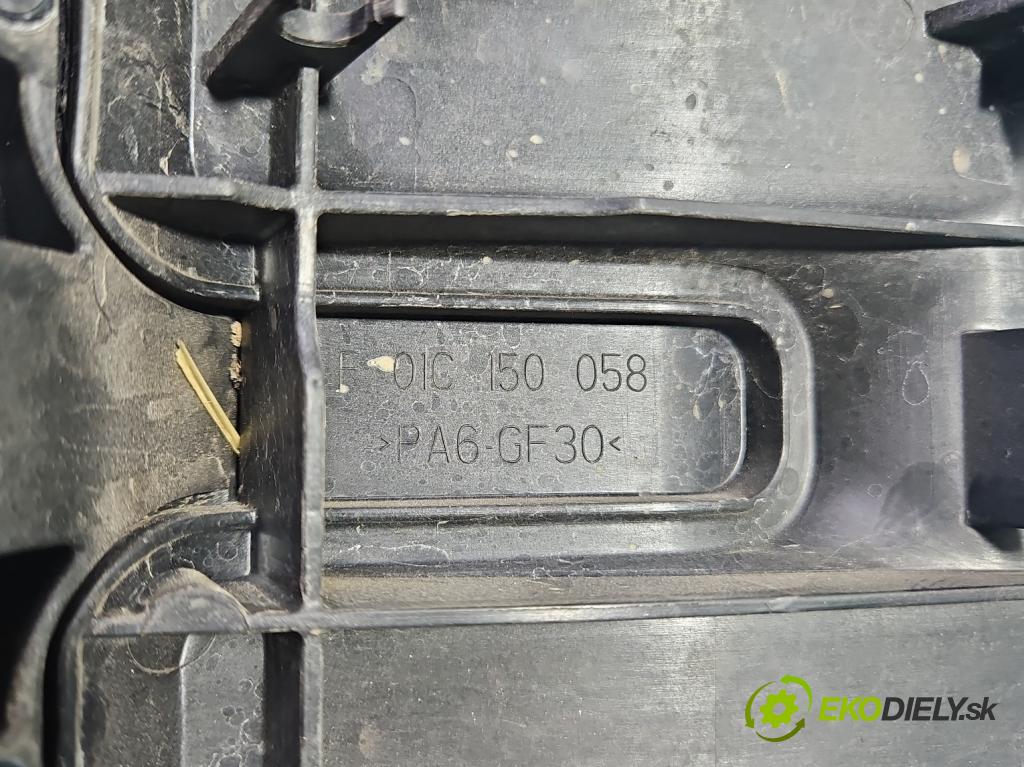 F 01C 150 058
>PA6-GF30<
EKODIELY.sk